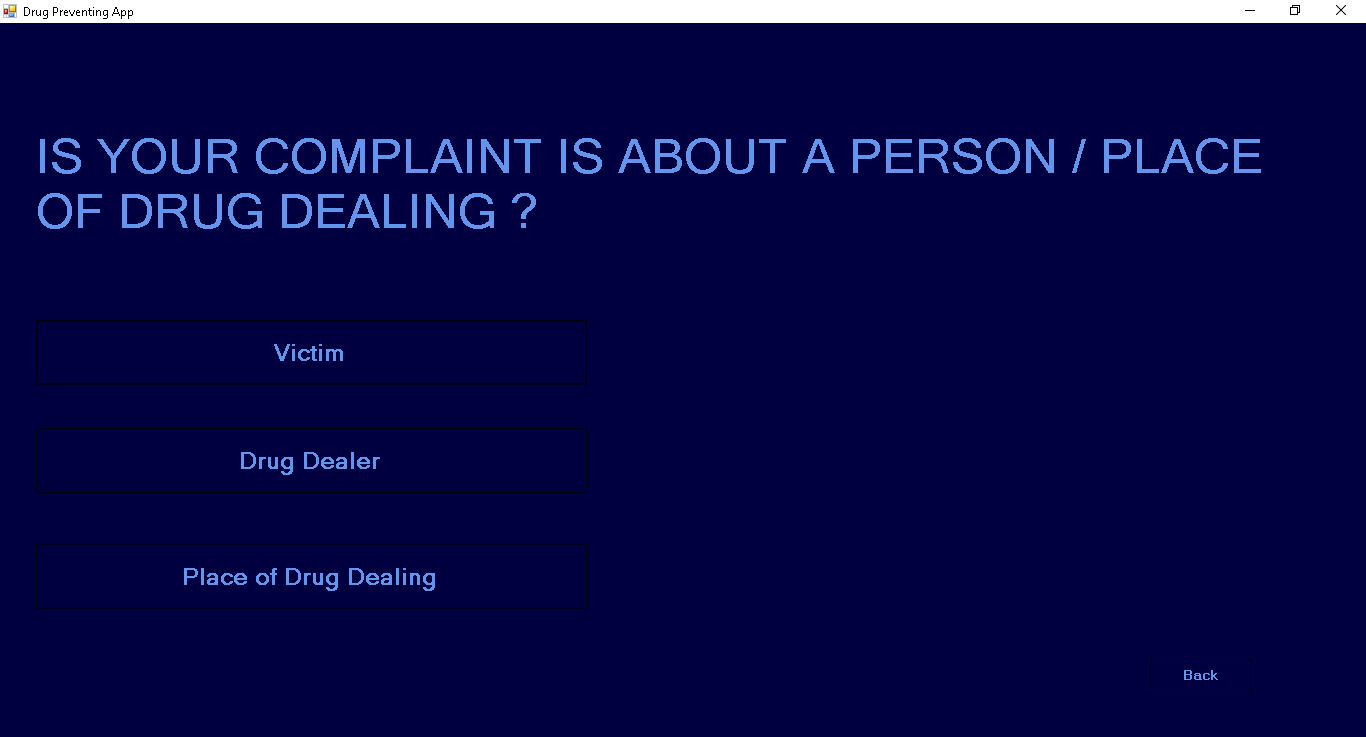 Drug Preventing App
IS YOUR COMPLAINT IS ABOUT A PERSON / PLACE
OF DRUG DEALING ?
Victim
Drug Dealer
Place of Drug Dealing
Back